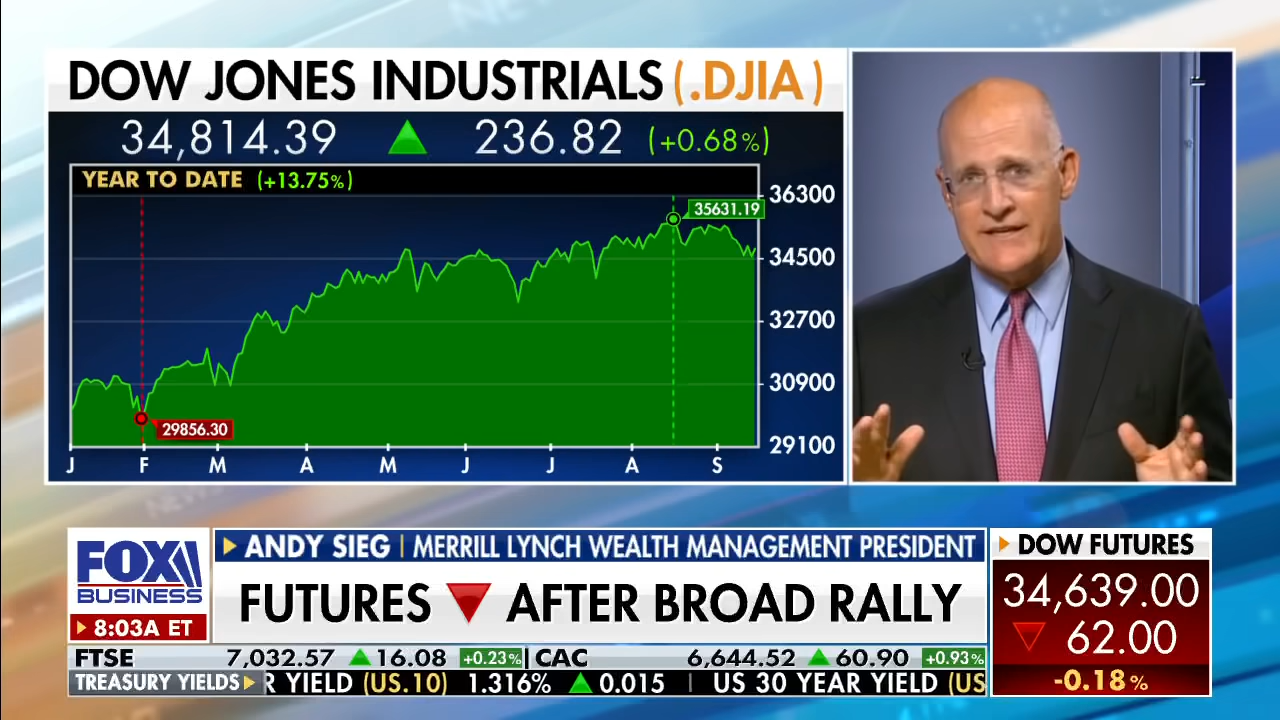 DOW JONES INDUSTRIALS (.DJIA)
34,814.39 ▲ 236.82 (+0.68%)
YEAR TO DATE (+13.75%)
36300
35631.19
34500
32700
30900
29856.30
29100
J F M A M J J A S
FOX
BUSINESS
8:03A ET
ANDY SIEG | MERRILL LYNCH WEALTH MANAGEMENT PRESIDENT
FUTURES ▼ AFTER BROAD RALLY
DOW FUTURES
34,639.00
▽ 62.00
-0.18%
FTSE 7,032.57 ▲ 16.08 +0.23% | CAC 6,644.52 ▲ 60.90 +0.93%
TREASURY YIELDS R YIELD (US.10) 1.316% ▲ 0.015 | US 30 YEAR YIELD (US